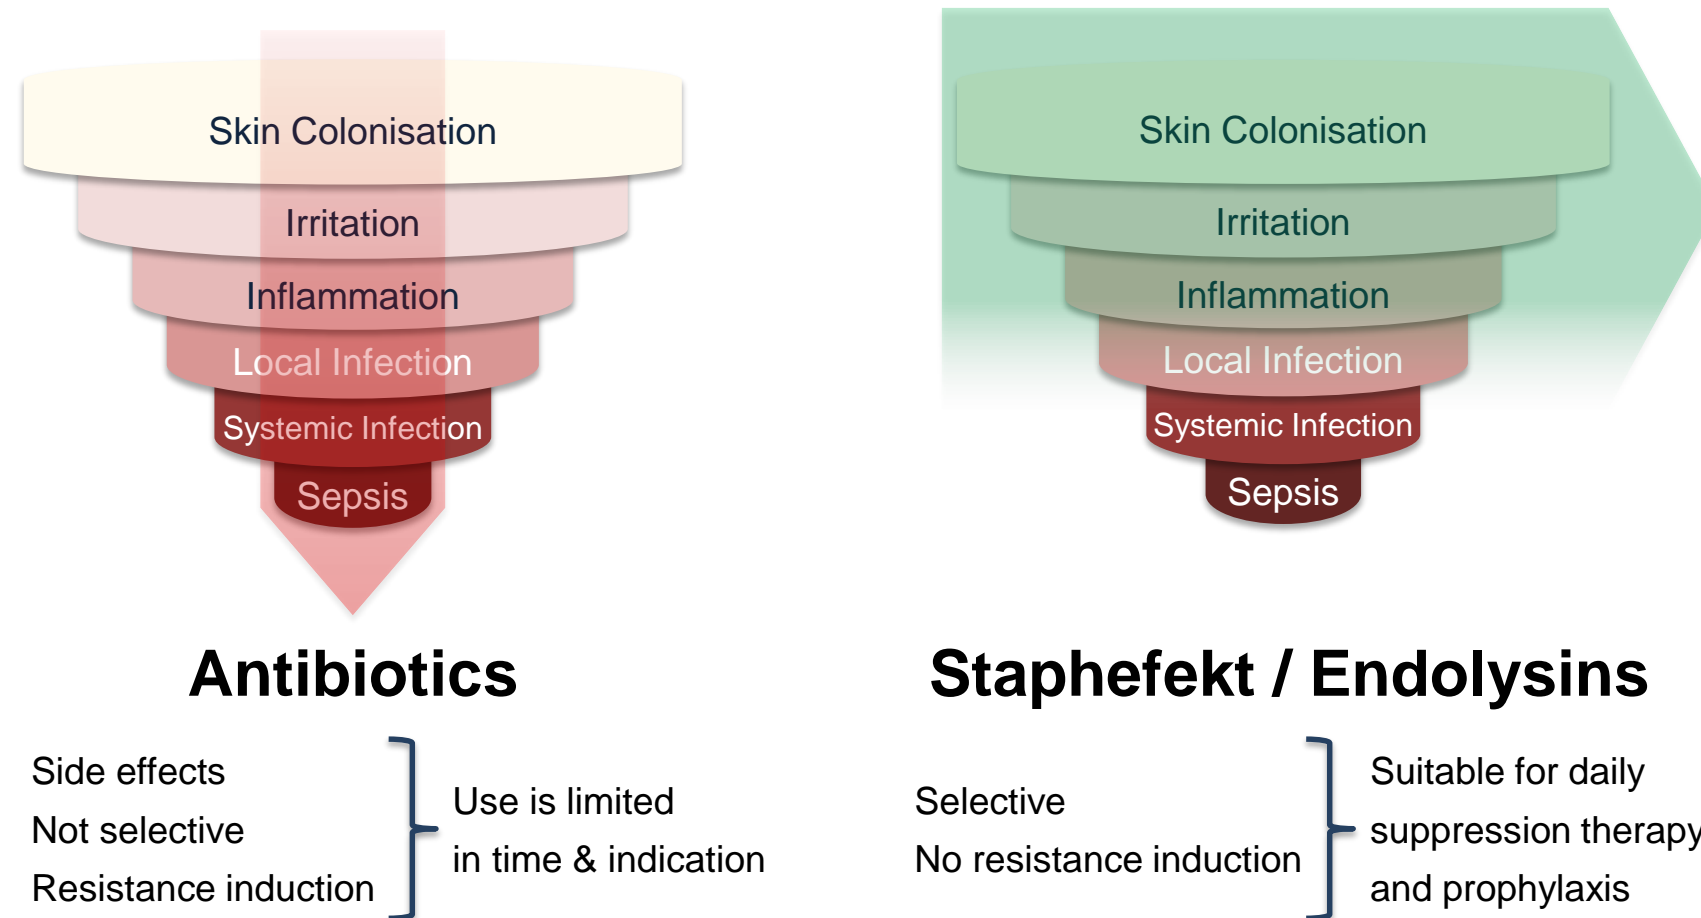 Skin Colonisation
Irritation
Inflammation
Local Infection
Systemic Infection
Sepsis
Antibiotics
Side effects
Not selective
Resistance induction
Use is limited
in time & indication
Skin Colonisation
Irritation
Inflammation
Local Infection
Systemic Infection
Sepsis
Staphefekt / Endolysins
Selective
No resistance induction
Suitable for daily
suppression therapy
and prophylaxis